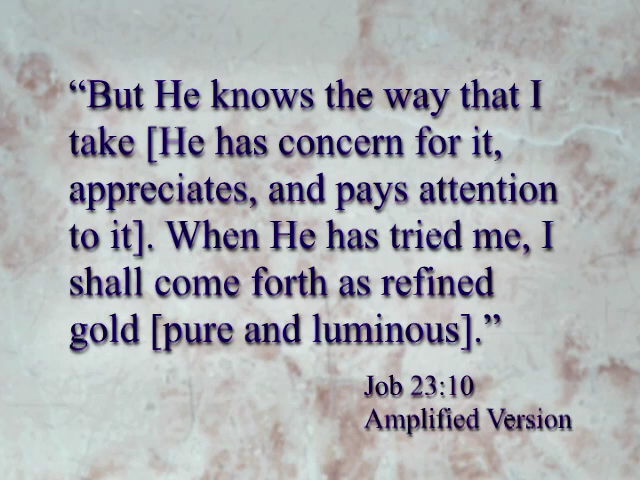 “But He knows the way that I
take [He has concern for it,
appreciates, and pays attention
to it]. When He has tried me, I
shall come forth as refined
gold [pure and luminous].”
Job 23:10
Amplified Version